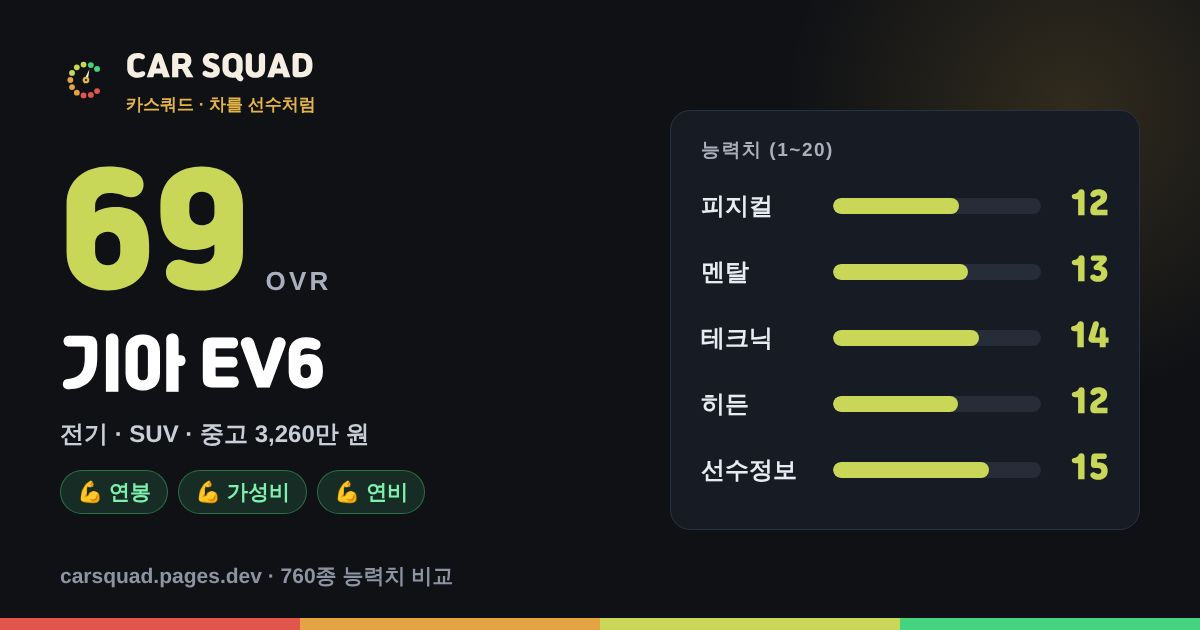 CAR SQUAD
카스쿼드 · 차를 선수처럼
69 OVR
기아 EV6
전기 · SUV · 중고 3,260만 원
💪 연봉 💪 가성비 💪 연비
carsquad.pages.dev · 760종 능력치 비교
능력치 (1~20)
피지컬 12
멘탈 13
테크닉 14
히든 12
선수정보 15